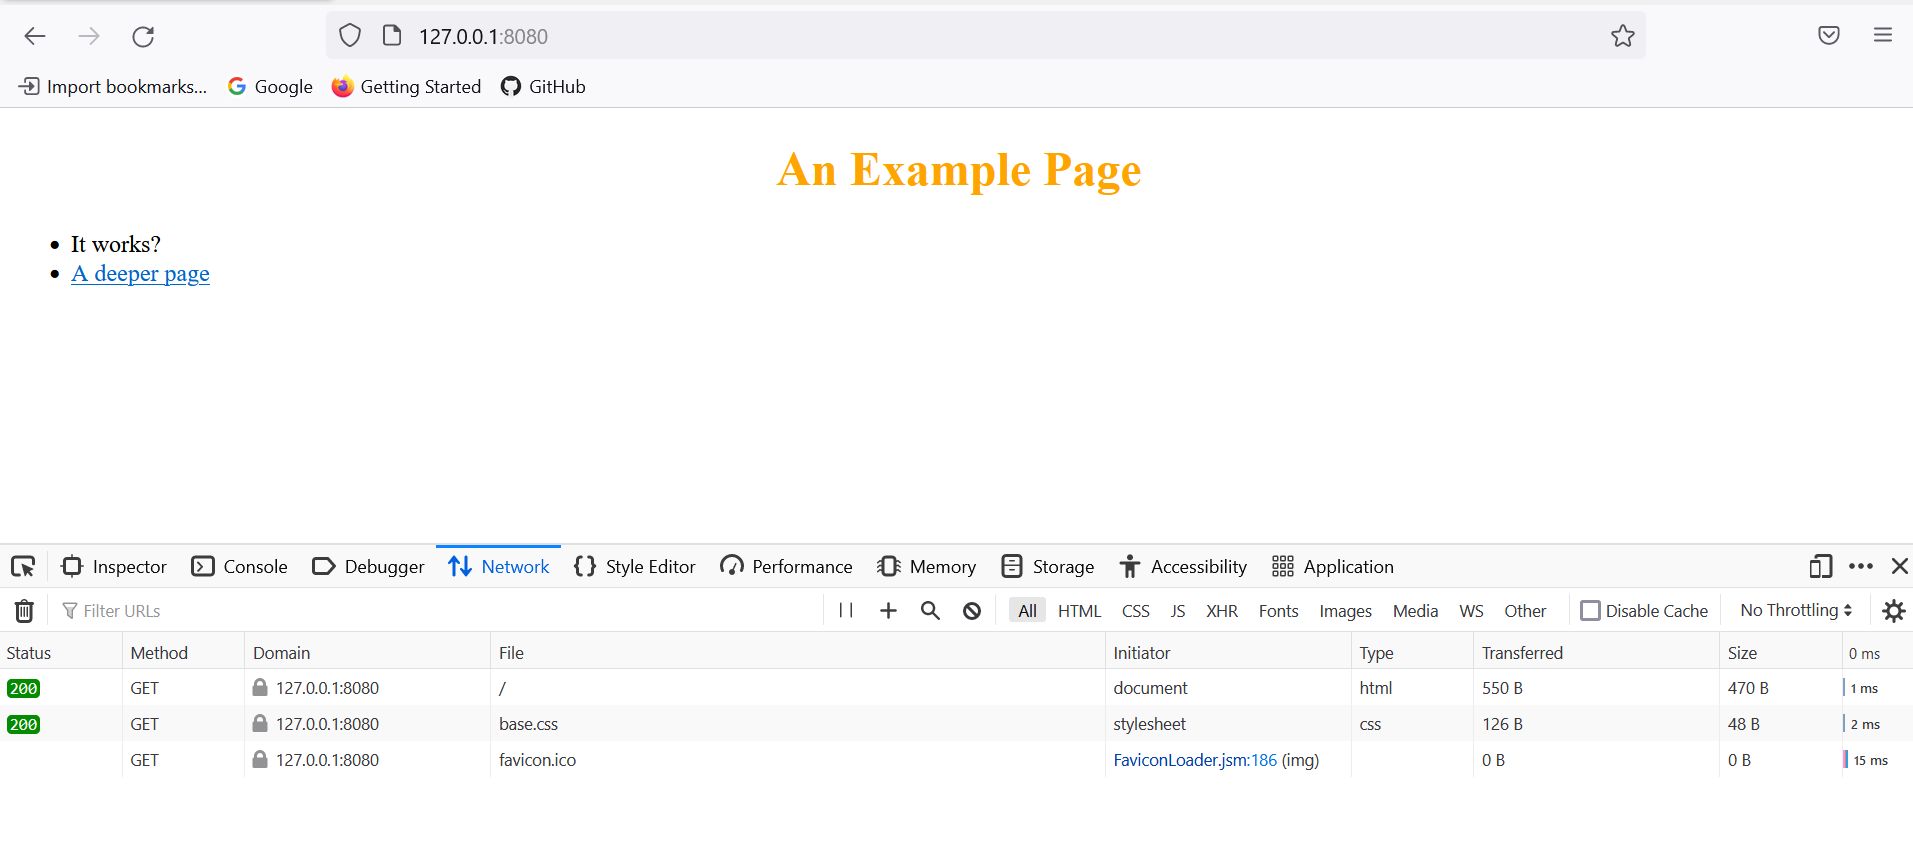 127.0.0.1:8080
Import bookmarks... Google Getting Started GitHub
An Example Page
It works?
A deeper page
Inspector Console Debugger Network Style Editor Performance Memory Storage Accessibility Application
Filter URLs All HTML CSS JS XHR Fonts Images Media WS Other Disable Cache No Throttling
Status Method Domain File Initiator Type Transferred Size 0 ms
200 GET 127.0.0.1:8080 / document html 550 B 470 B 1 ms
200 GET 127.0.0.1:8080 base.css stylesheet css 126 B 48 B 2 ms
GET 127.0.0.1:8080 favicon.ico FaviconLoader.jsm:186 (img) 0 B 0 B 15 ms